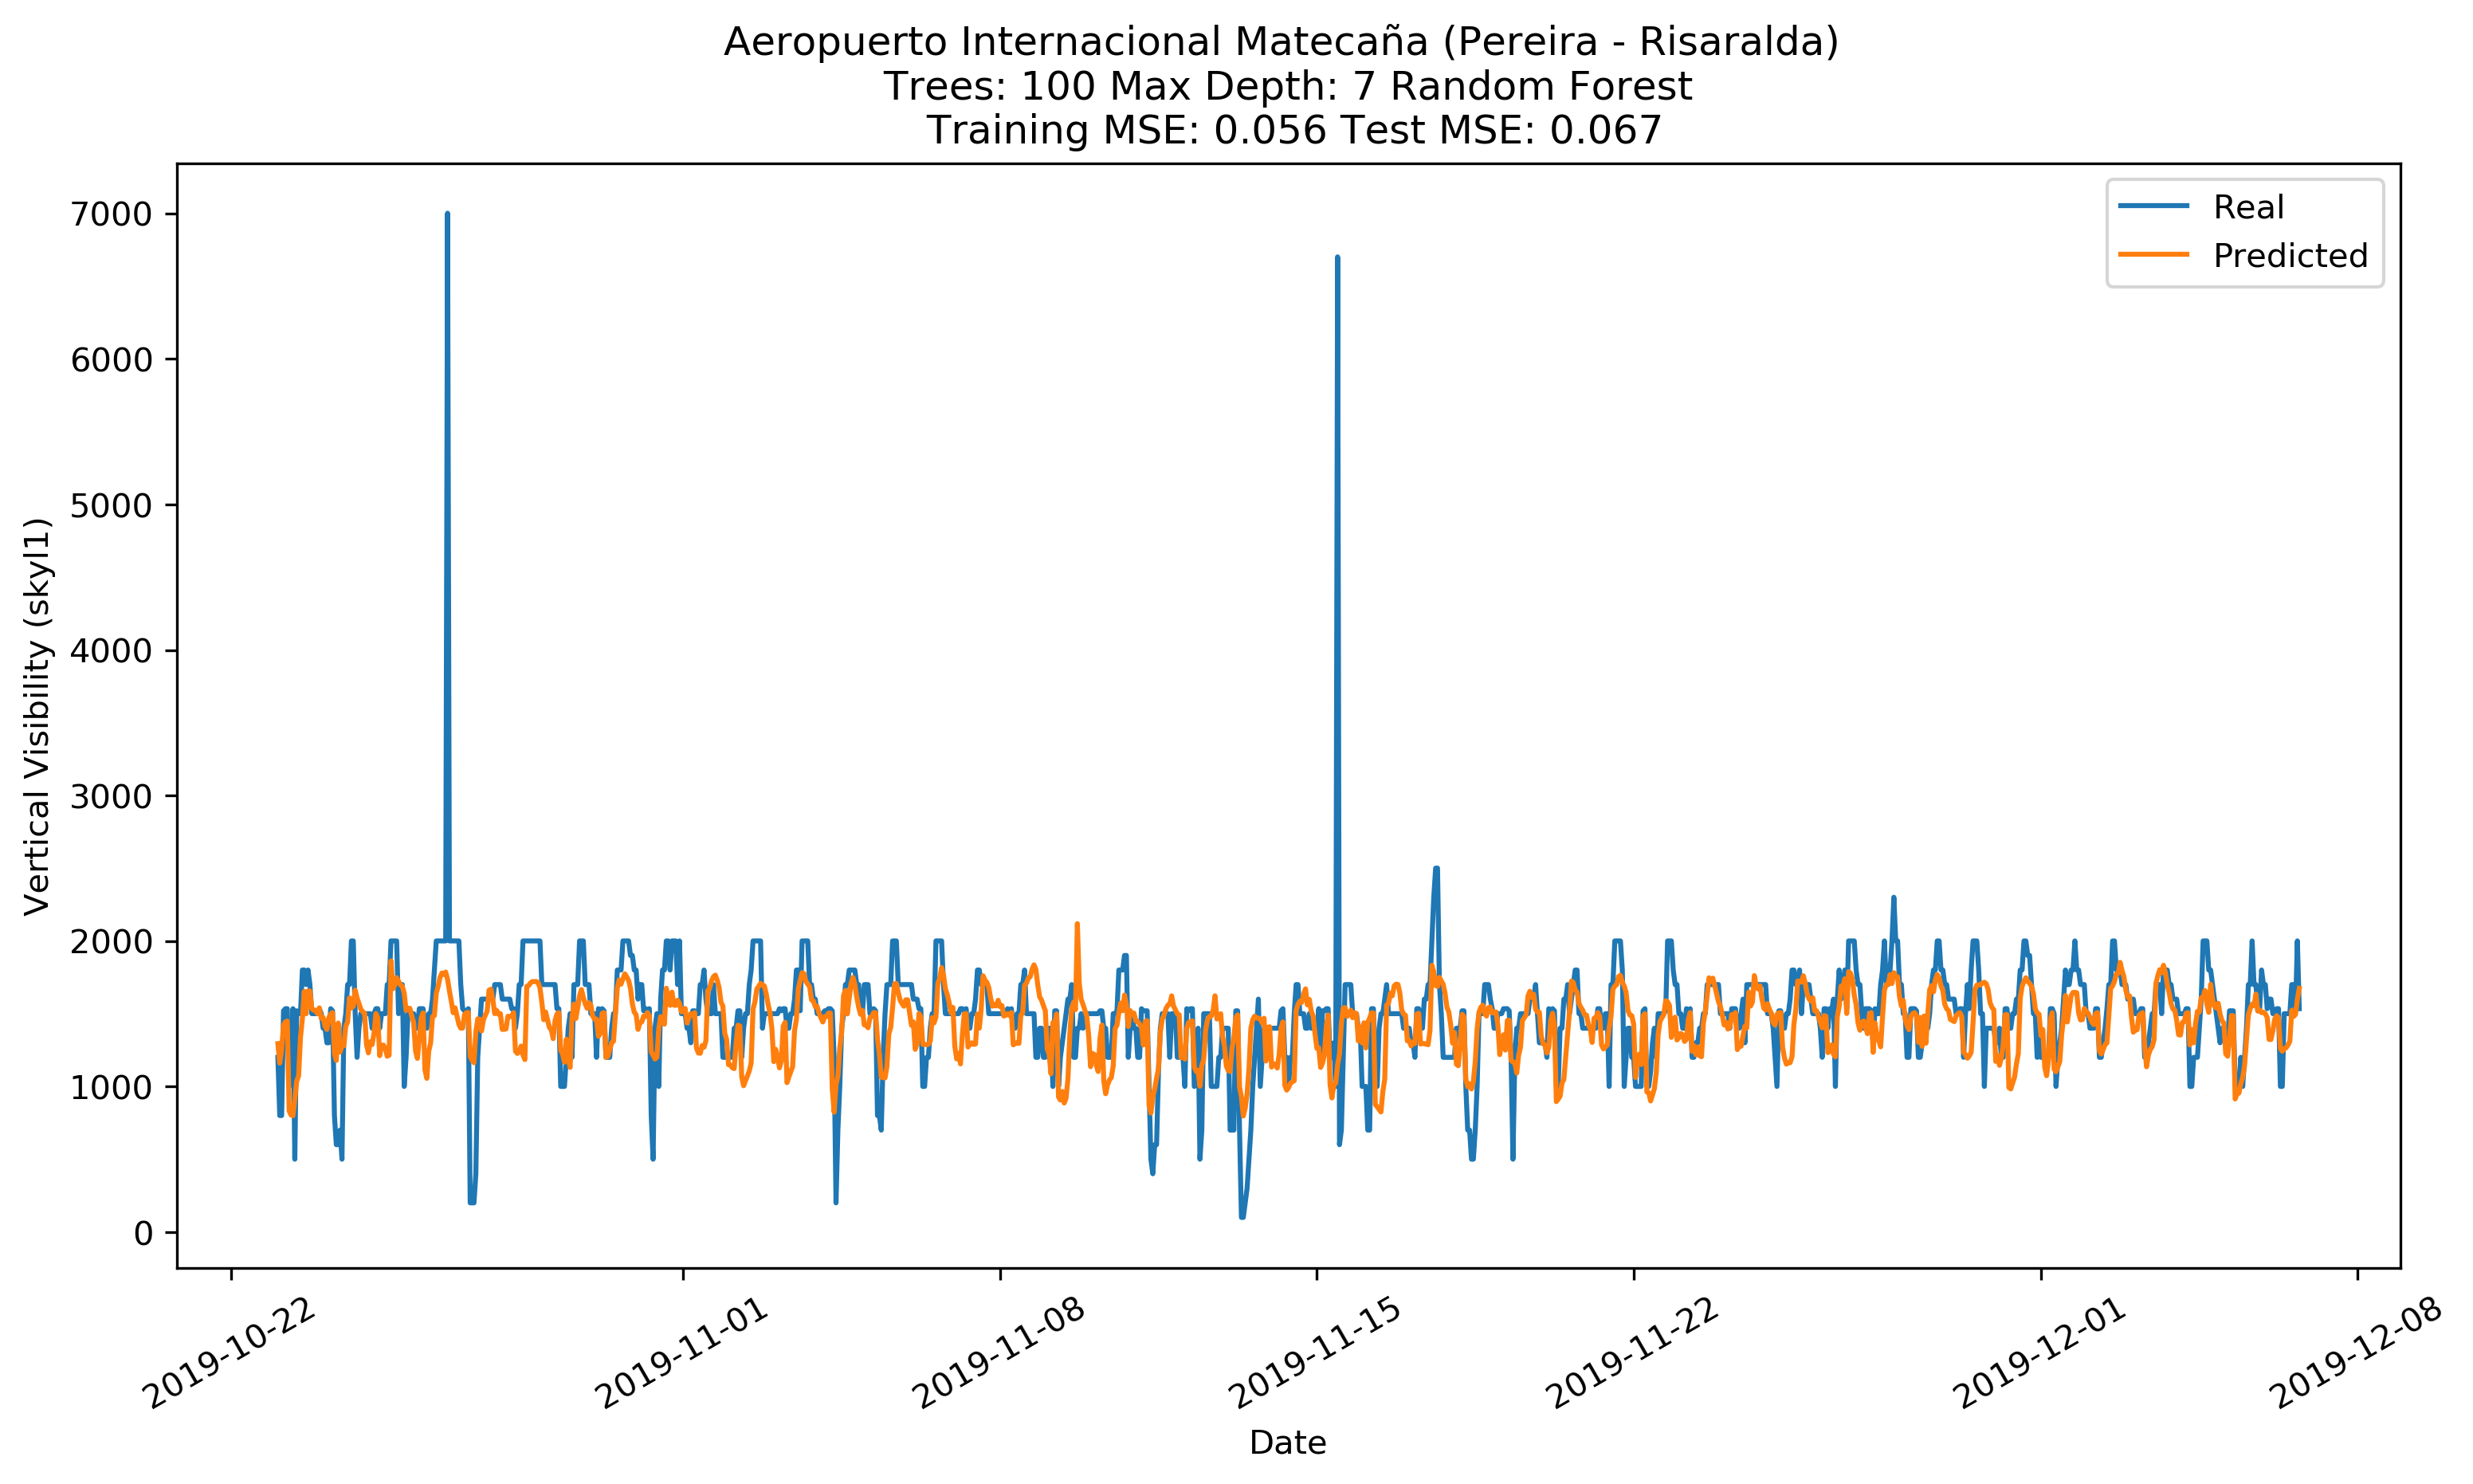 Aeropuerto Internacional Matecaña (Pereira - Risaralda)
Trees: 100 Max Depth: 7 Random Forest
Training MSE: 0.056 Test MSE: 0.067
Real
Predicted
7000
6000
5000
4000
3000
2000
1000
0
Vertical Visibility (skyl1)
2019-10-22
2019-11-01
2019-11-08
2019-11-15
2019-11-22
2019-12-01
2019-12-08
Date